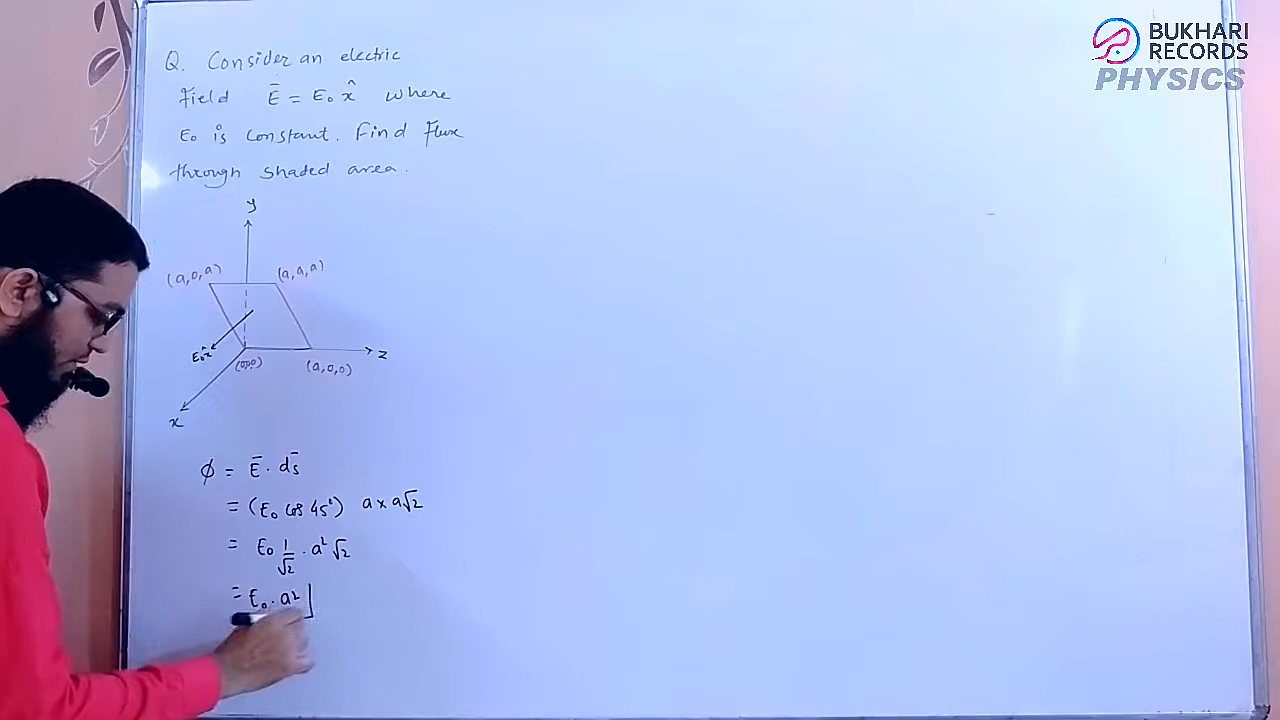 BUKHARI
RECORDS
PHYSICS
Q. Consider an electric
Field E̅ = E₀ x̂ where
E₀ is constant. Find Flux
through shaded area.
y
(a,0,a)
(a,a,a)
E₀x̂
z
(0,0,0)
(a,0,0)
x
ϕ = E̅ · ds̅
= (E₀ cos 45°) a × a√2
= E₀ 1/√2 · a² √2
= E₀ · a²